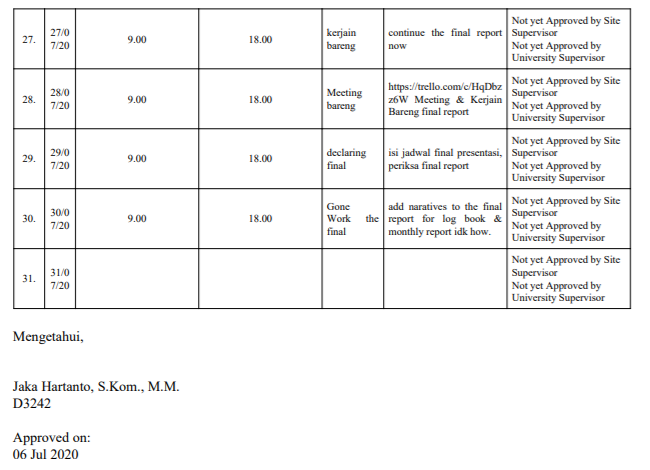 27.
27/0
7/20
9.00
18.00
kerjain
bareng
continue the final report
now
Not yet Approved by Site
Supervisor
Not yet Approved by
University Supervisor
28.
28/0
7/20
9.00
18.00
Meeting
bareng
https://trello.com/c/HqDbz
z6W Meeting & Kerjain
Bareng final report
Not yet Approved by Site
Supervisor
Not yet Approved by
University Supervisor
29.
29/0
7/20
9.00
18.00
declaring
final
isi jadwal final presentasi,
periksa final report
Not yet Approved by Site
Supervisor
Not yet Approved by
University Supervisor
30.
30/0
7/20
9.00
18.00
Gone
Work the
final
add naratives to the final
report for log book &
monthly report idk how.
Not yet Approved by Site
Supervisor
Not yet Approved by
University Supervisor
31.
31/0
7/20
Not yet Approved by Site
Supervisor
Not yet Approved by
University Supervisor
Mengetahui,
Jaka Hartanto, S.Kom., M.M.
D3242
Approved on:
06 Jul 2020